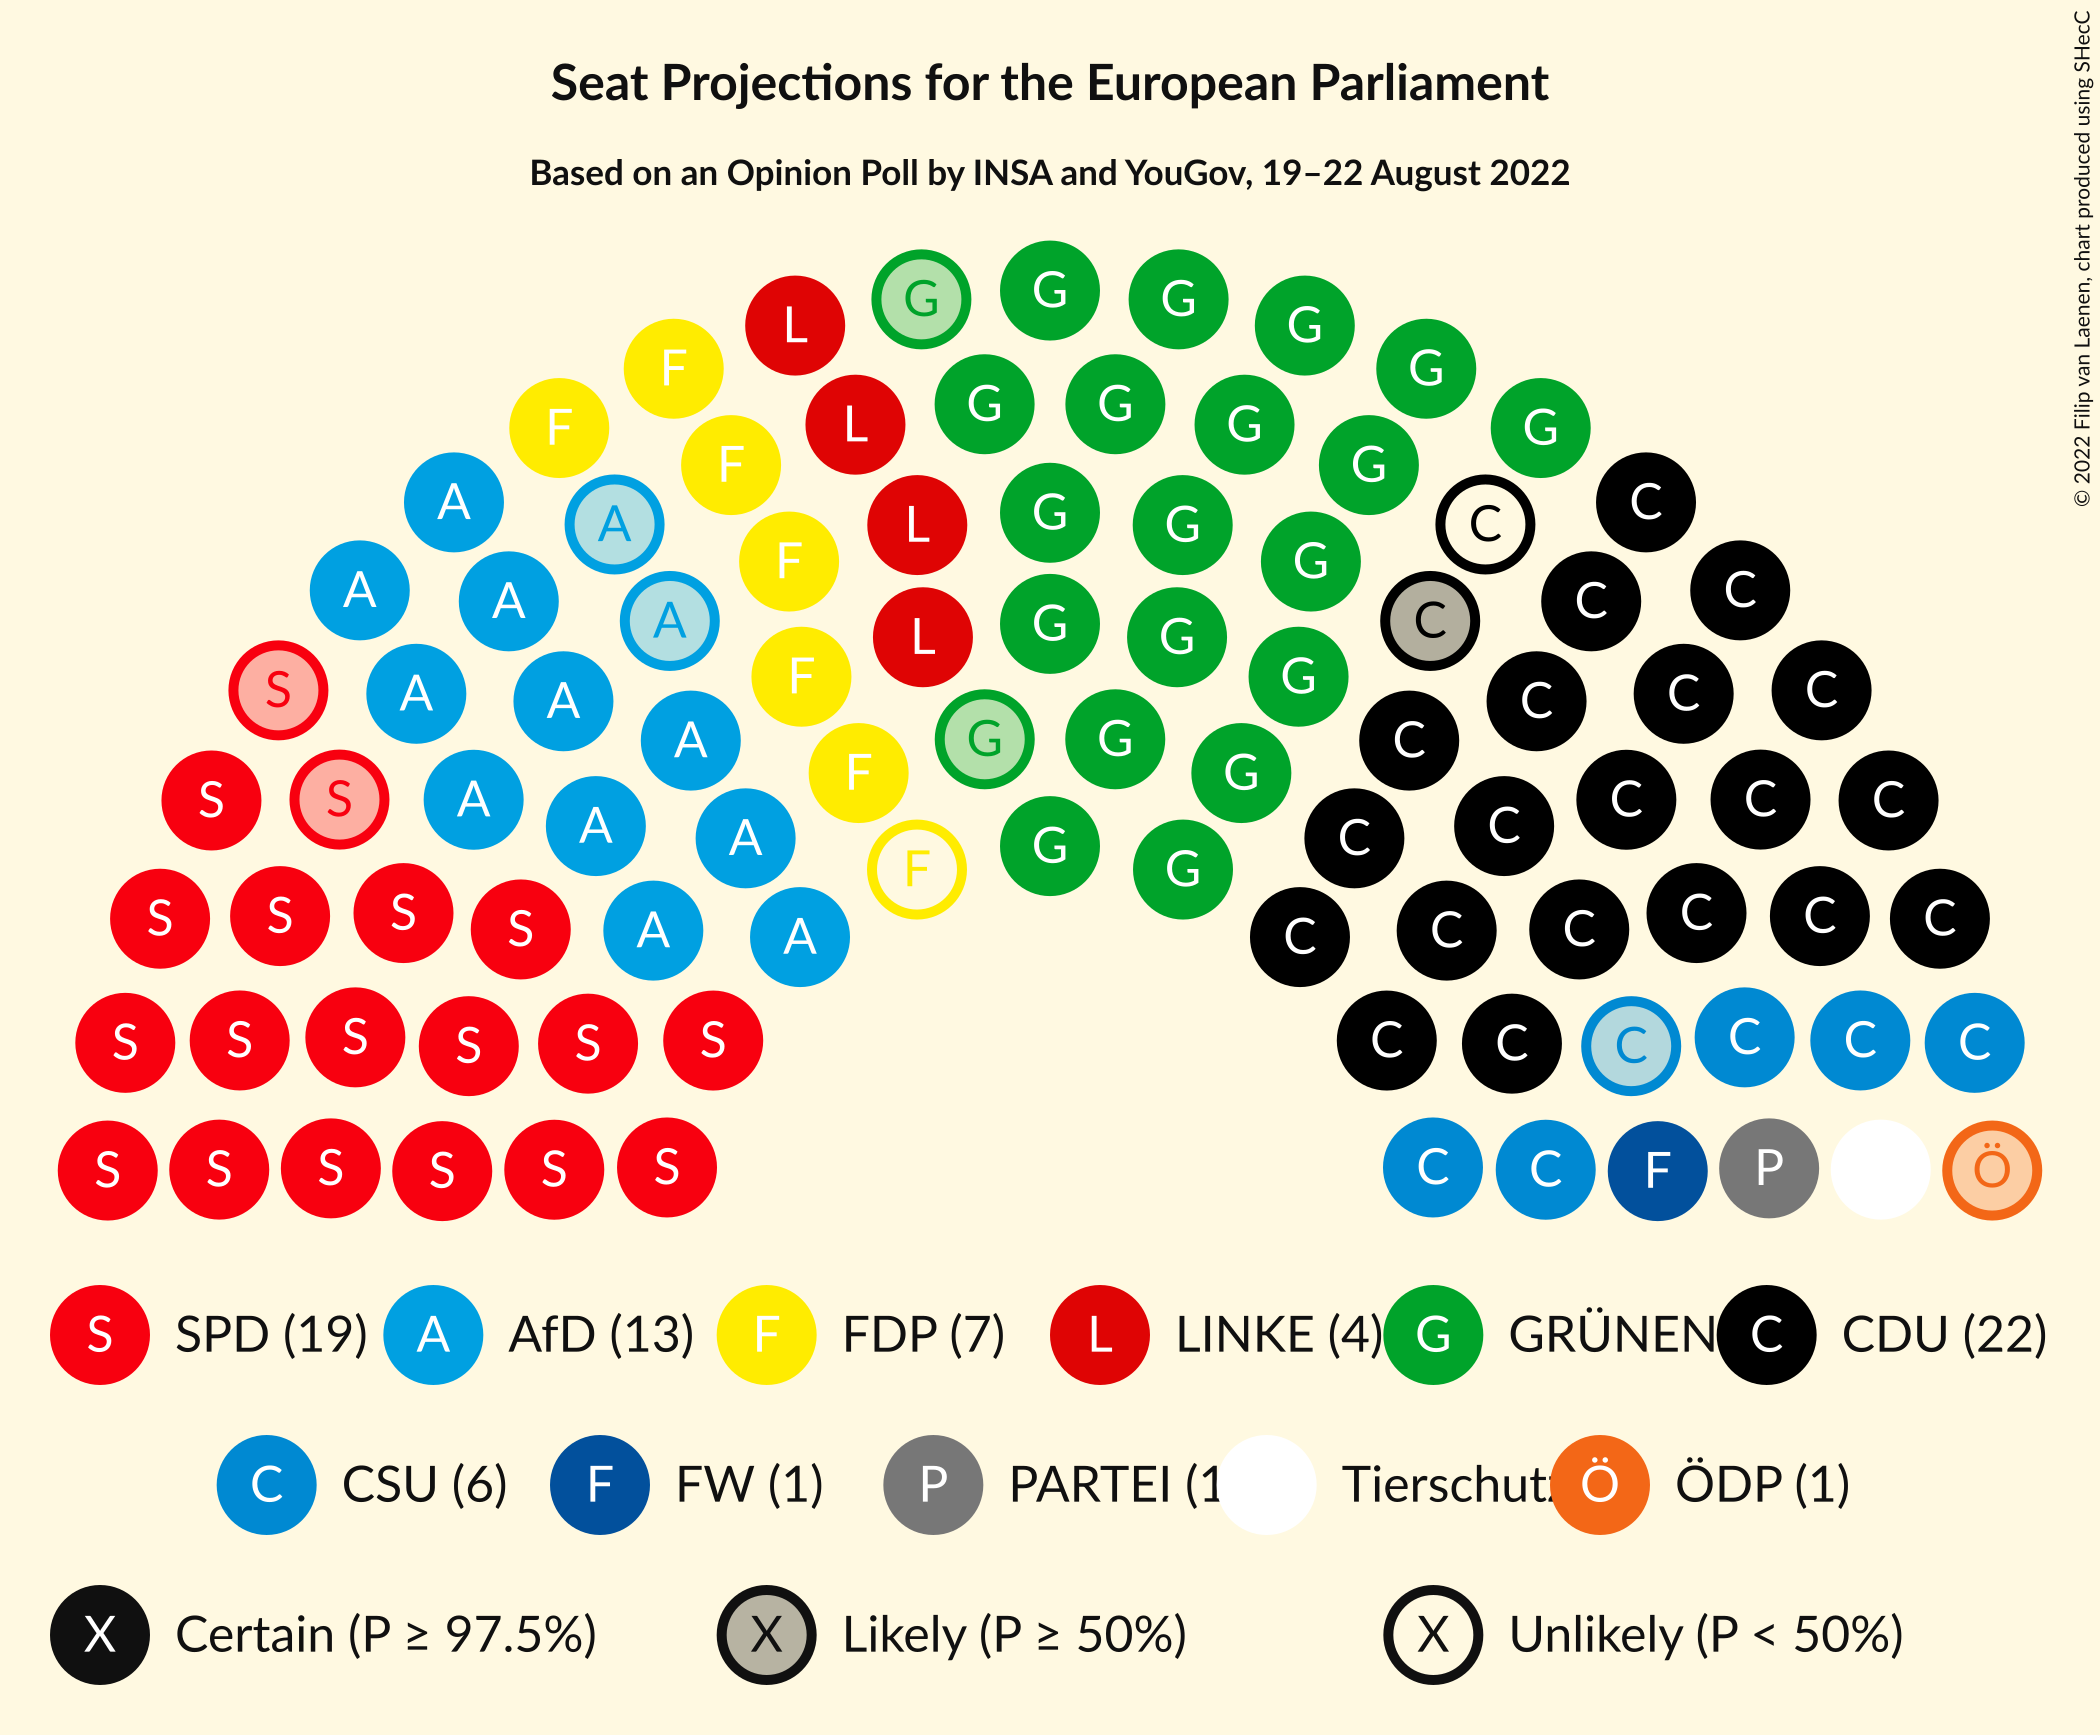 Seat Projections for the European Parliament
Based on an Opinion Poll by INSA and YouGov, 19–22 August 2022
© 2022 Filip van Laenen, chart produced using SHecC
G G G G
L G
F G
G G
L G
F G
F G
A C
L G G
A C C
F G
A A C C
A C
L G G
S A F G C C
A A C C
A G G C
S S A F G C C C
A A C C
F G G
S S S S A A C C C C C C
S S S S S S C C C C C C
S S S S S S C C F P Ö
S SPD (19) A AfD (13) F FDP (7) L LINKE (4) G GRÜNEN C CDU (22)
C CSU (6) F FW (1) P PARTEI (1 Tierschutz Ö ÖDP (1)
X Certain (P ≥ 97.5%) X Likely (P ≥ 50%) X Unlikely (P < 50%)